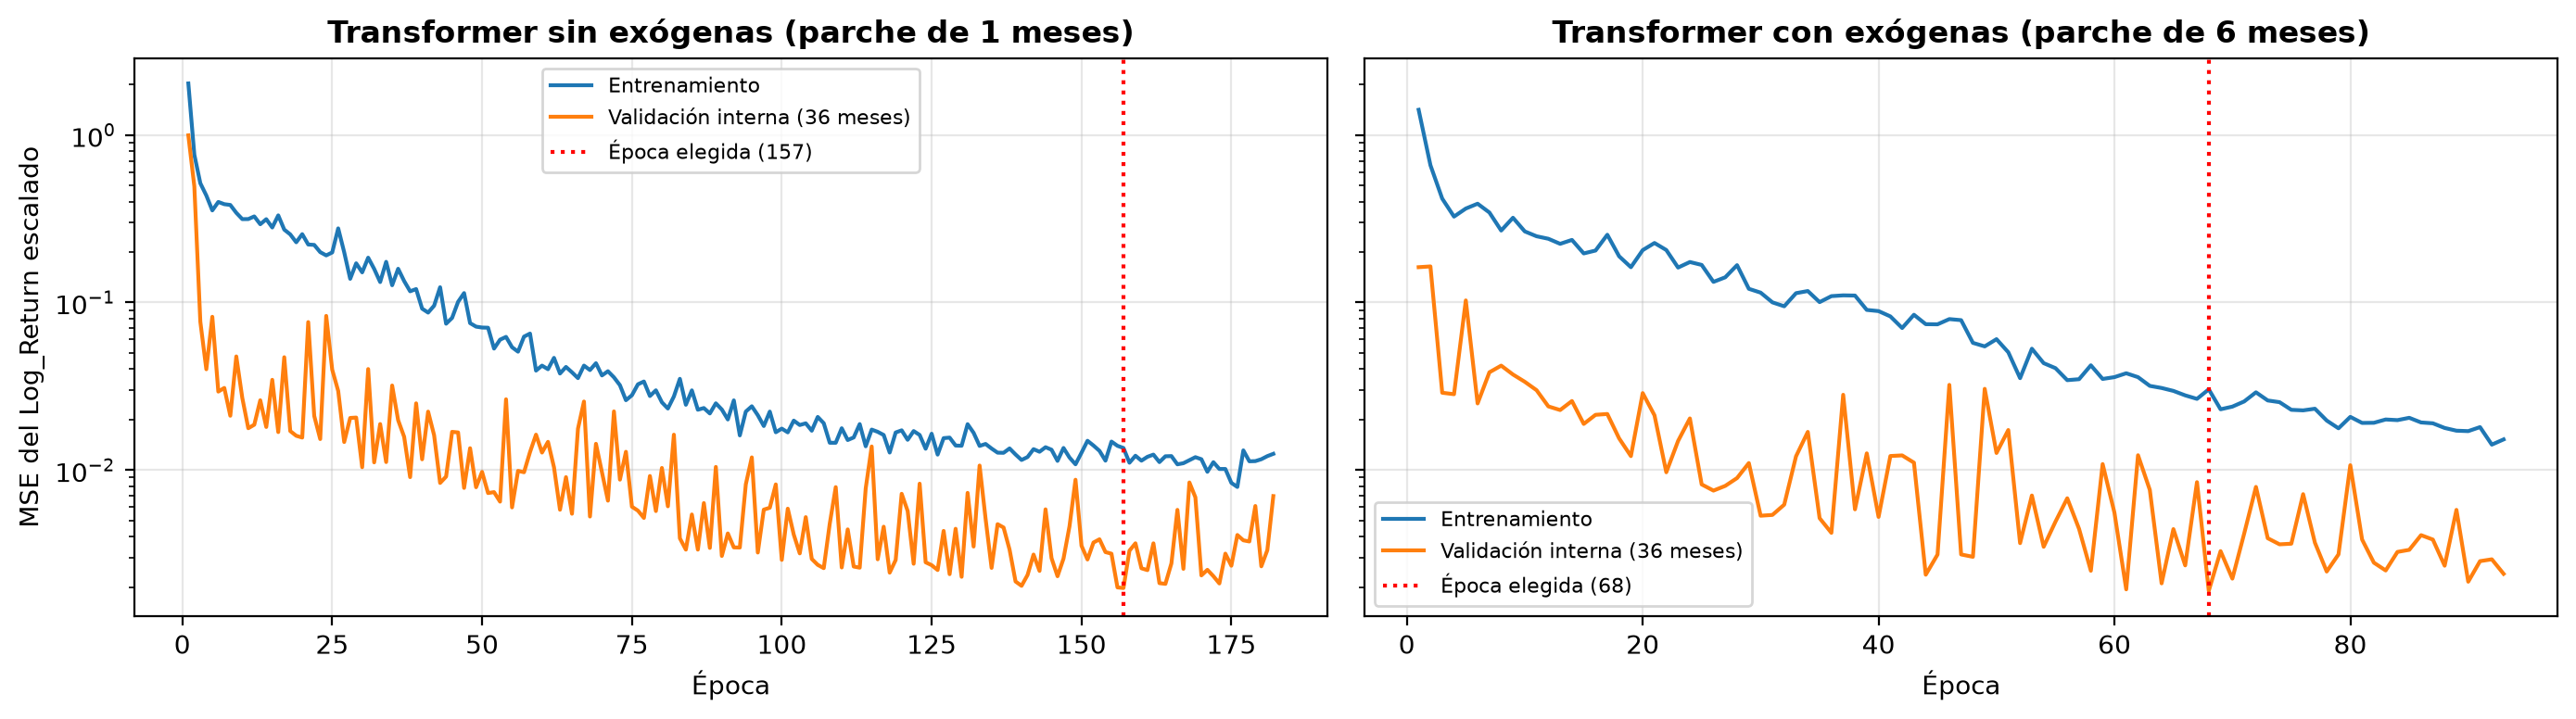 Transformer sin exógenas (parche de 1 meses)
Entrenamiento
Validación interna (36 meses)
Época elegida (157)
MSE del Log_Return escalado
10⁰
10⁻¹
10⁻²
0 25 50 75 100 125 150 175
Época
Transformer con exógenas (parche de 6 meses)
Entrenamiento
Validación interna (36 meses)
Época elegida (68)
0 20 40 60 80
Época